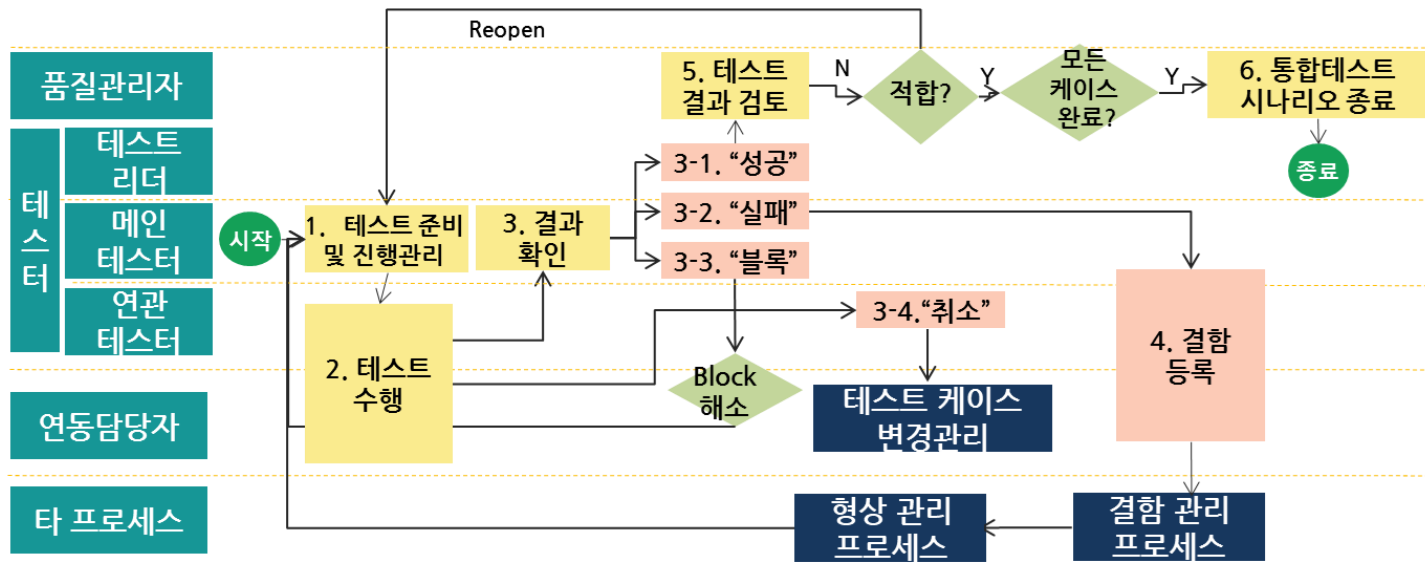 Reopen
품질관리자
5. 테스트
결과 검토
N
적합?
Y
모든
케이스
완료?
Y
6. 통합테스트
시나리오 종료
테
스
터
테스트
리더
3-1. “성공”
종료
메인
테스터
시작
1. 테스트 준비
및 진행관리
3. 결과
확인
3-2. “실패”
3-3. “블록”
연관
테스터
2. 테스트
수행
3-4.“취소”
4. 결함
등록
Block
해소
연동담당자
테스트 케이스
변경관리
타 프로세스
형상 관리
프로세스
결함 관리
프로세스